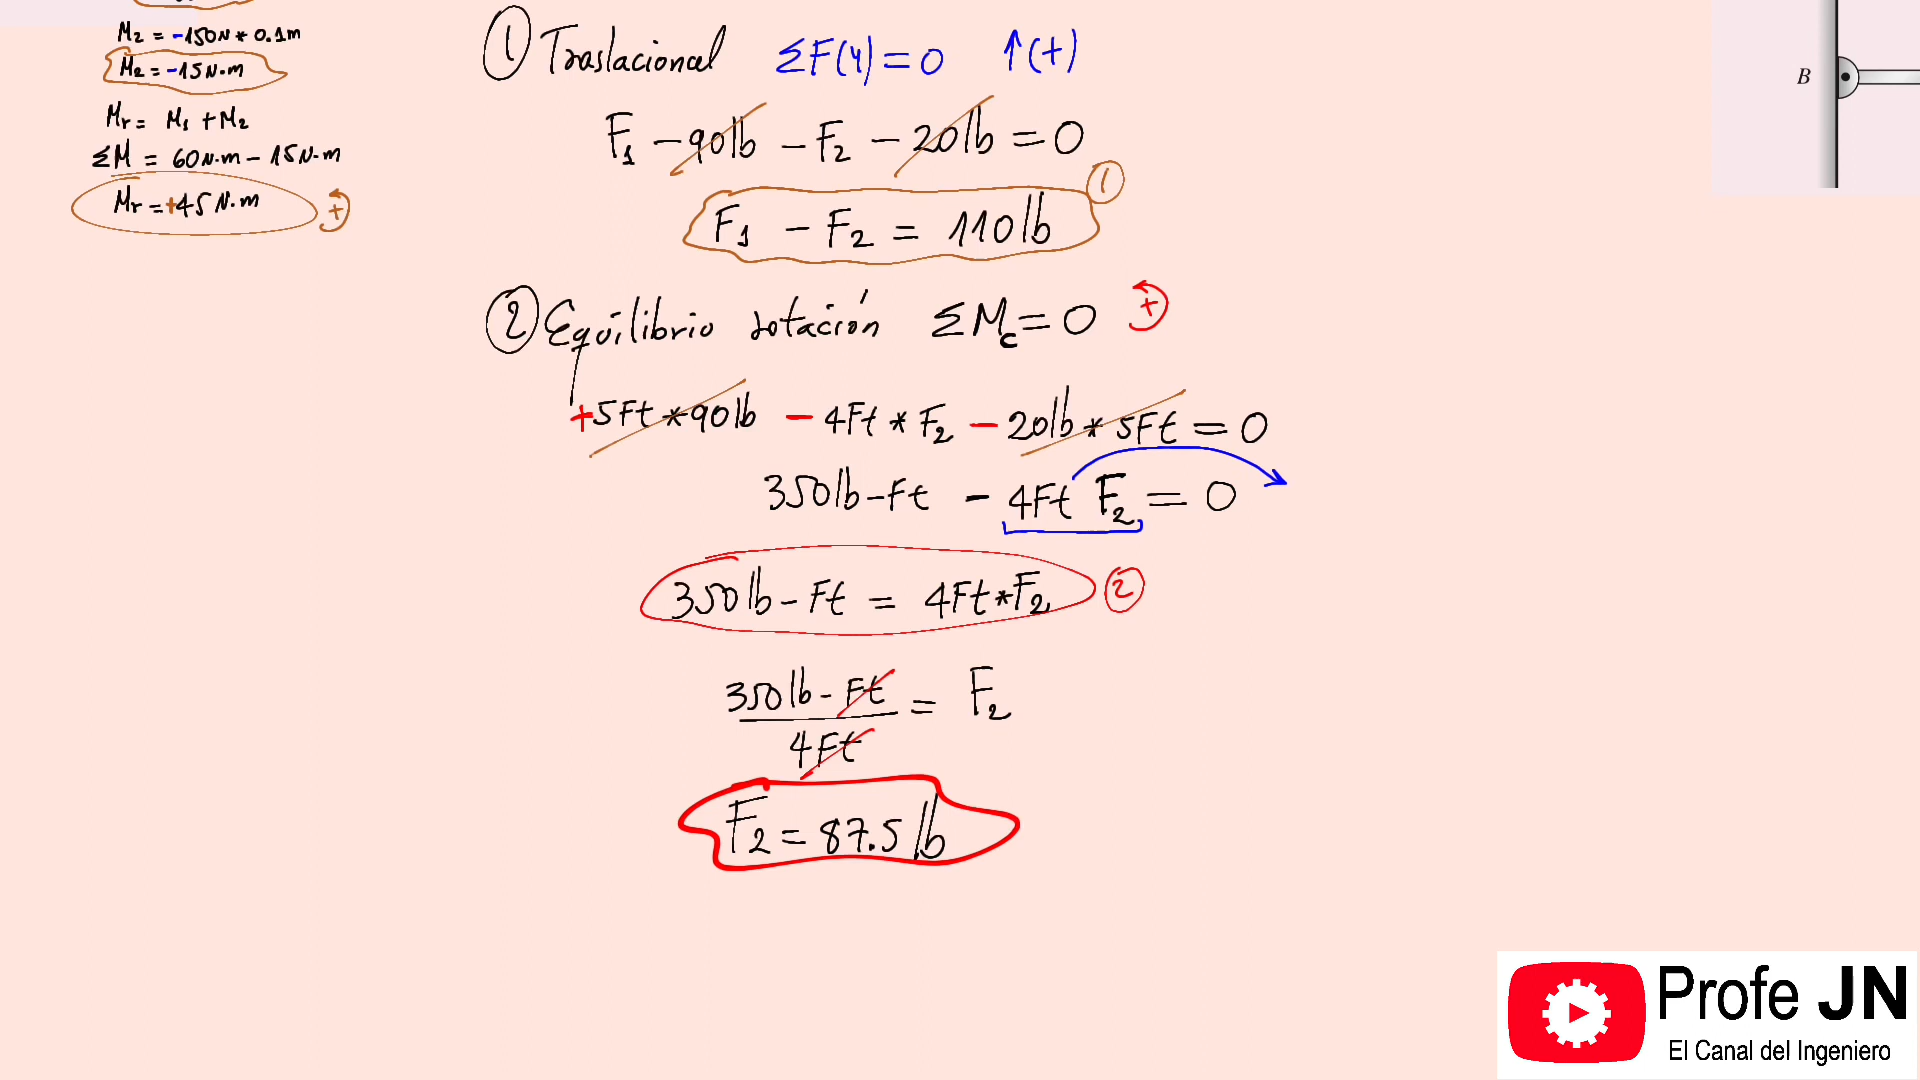 M₂ = -150N * 0.1m
M₂ = -15N·m
Mr = M₁ + M₂
ΣM = 60N·m - 15N·m
Mr = +45N·m
+
① Traslacional ΣF(y) = 0 ↑(+)
F₁ - 90lb - F₂ - 20lb = 0
F₁ - F₂ = 110lb ①
② Equilibrio rotación ΣMc = 0 +
+5Ft * 90lb - 4Ft * F₂ - 20lb * 5Ft = 0
350lb-Ft - 4Ft F₂ = 0
350lb-Ft = 4Ft * F₂ ②
350lb-Ft / 4Ft = F₂
F₂ = 87.5 lb
B
Profe JN
El Canal del Ingeniero